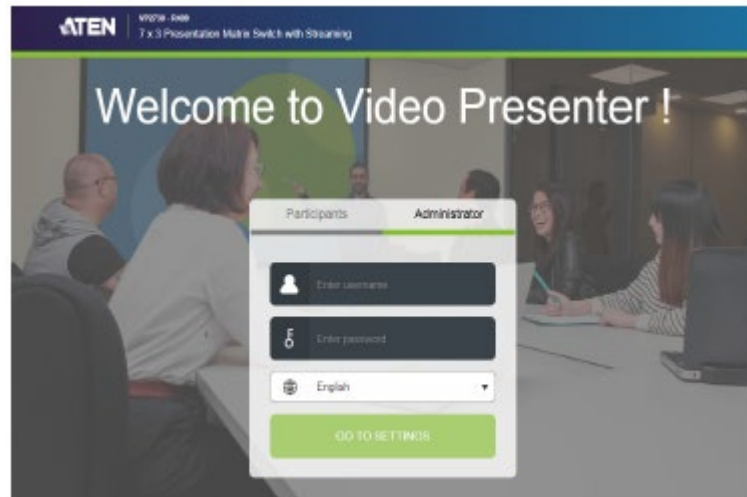 ATEN
7 x 3 Presentation Matrix Switch with Streaming
Welcome to Video Presenter !
Participants Administrator
Enter username
Enter password
English
GO TO SETTINGS